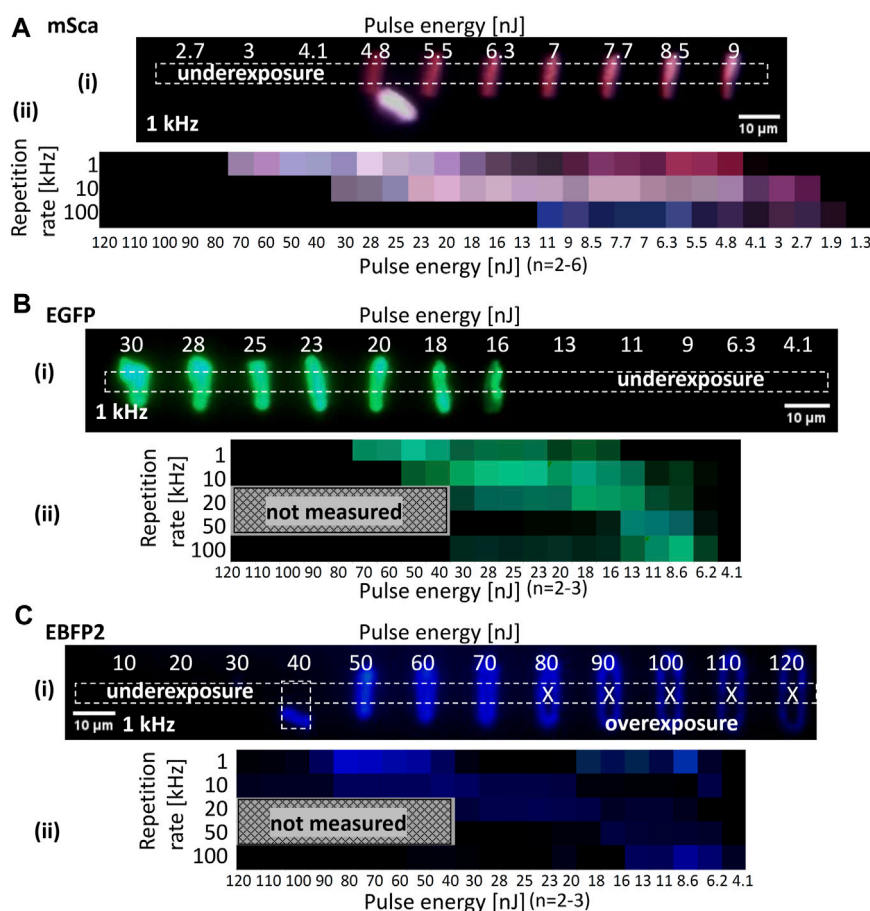 A
mSca
Pulse energy [nJ]
2.7 3 4.1 4.8 5.5 6.3 7 7.7 8.5 9
underexposure
(i)
1 kHz
10 µm
(ii)
Repetition
rate [kHz]
1
10
100
120 110 100 90 80 70 60 50 40 30 28 25 23 20 18 16 13 11 9 8.5 7.7 7 6.3 5.5 4.8 4.1 3 2.7 1.9 1.3
Pulse energy [nJ] (n=2-6)
B
EGFP
Pulse energy [nJ]
30 28 25 23 20 18 16 13 11 9 6.3 4.1
(i)
underexposure
1 kHz
10 µm
(ii)
Repetition
rate [kHz]
1
10
20
50
100
not measured
120 110 100 90 80 70 60 50 40 30 28 25 23 20 18 16 13 11 8.6 6.2 4.1
Pulse energy [nJ] (n=2-3)
C
EBFP2
Pulse energy [nJ]
10 20 30 40 50 60 70 80 90 100 110 120
(i)
underexposure
X X X X X
10 µm
1 kHz
overexposure
(ii)
Repetition
rate [kHz]
1
10
20
50
100
not measured
120 110 100 90 80 70 60 50 40 30 28 25 23 20 18 16 13 11 8.6 6.2 4.1
Pulse energy [nJ] (n=2-3)